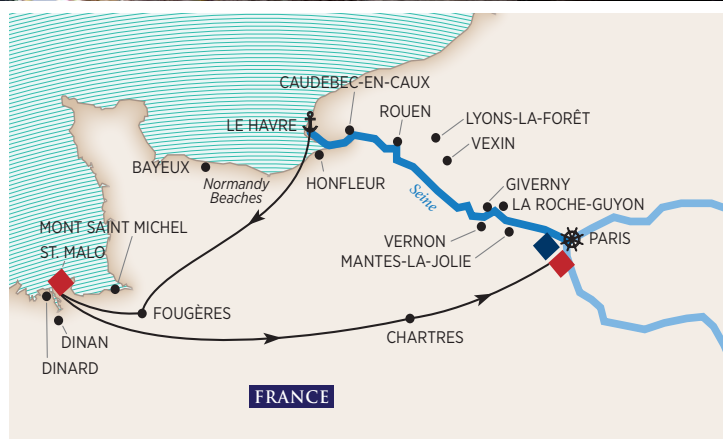 CAUDEBEC-EN-CAUX
ROUEN
LYONS-LA-FORÊT
LE HAVRE
VEXIN
BAYEUX
Normandy
Beaches
HONFLEUR
Seine
GIVERNY
LA ROCHE-GUYON
MONT SAINT MICHEL
ST. MALO
VERNON
PARIS
MANTES-LA-JOLIE
FOUGÈRES
CHARTRES
DINAN
DINARD
FRANCE